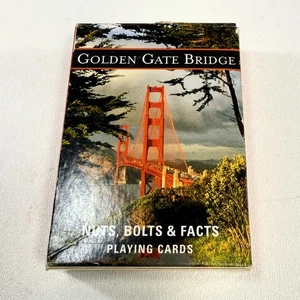 GOLDEN GATE BRIDGE
NUTS, BOLTS & FACTS
PLAYING CARDS